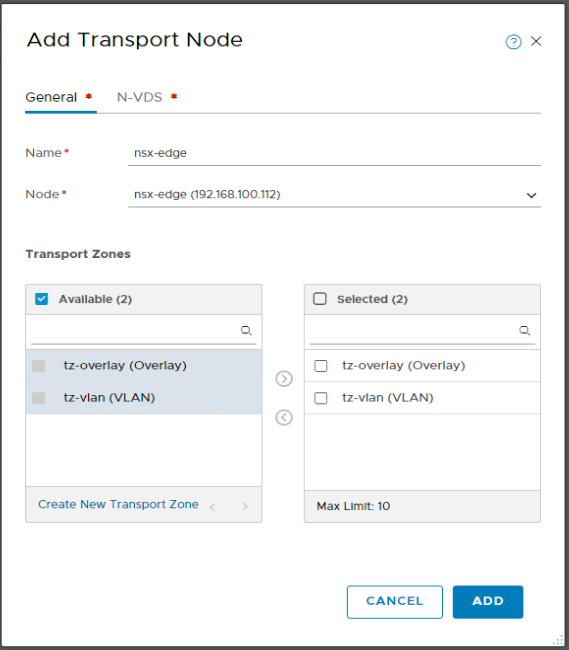 Add Transport Node
General *
N-VDS *
Name*
nsx-edge
Node*
nsx-edge (192.168.100.112)
Transport Zones
Available (2)
tz-overlay (Overlay)
tz-vlan (VLAN)
Create New Transport Zone
Selected (2)
tz-overlay (Overlay)
tz-vlan (VLAN)
Max Limit: 10
CANCEL
ADD